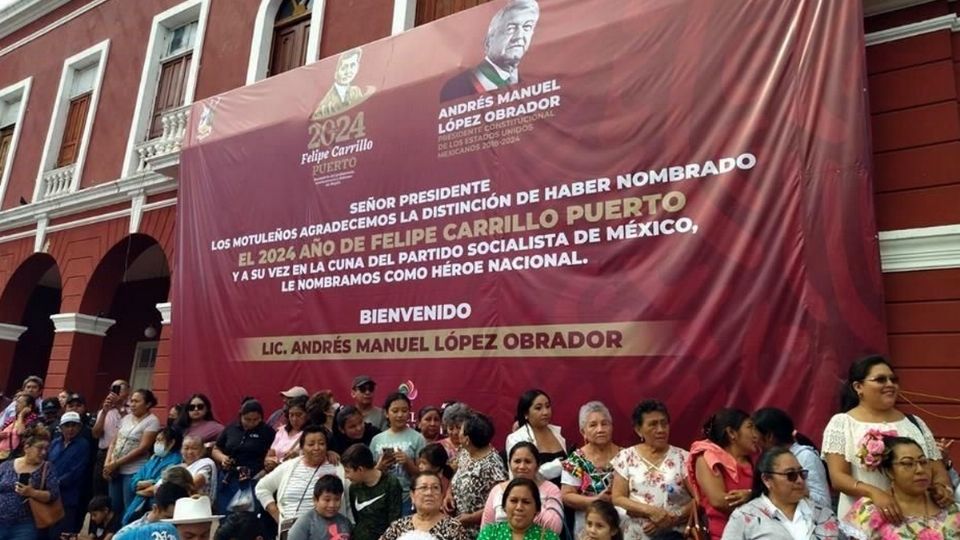 2024
Felipe Carrillo
PUERTO
ANDRÉS MANUEL
LÓPEZ OBRADOR
PRESIDENTE CONSTITUCIONAL
DE LOS ESTADOS UNIDOS
MEXICANOS 2018-2024
SEÑOR PRESIDENTE
LOS MOTULEÑOS AGRADECEMOS LA DISTINCIÓN DE HABER NOMBRADO
EL 2024 AÑO DE FELIPE CARRILLO PUERTO
Y A SU VEZ EN LA CUNA DEL PARTIDO SOCIALISTA DE MÉXICO,
LE NOMBRAMOS COMO HÉROE NACIONAL.
BIENVENIDO
LIC. ANDRÉS MANUEL LÓPEZ OBRADOR